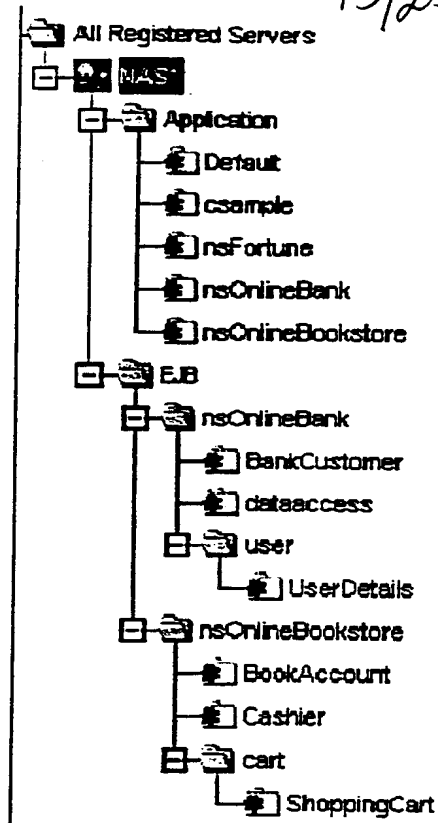 All Registered Servers
NAS1
Application
Default
csample
nsFortune
nsOnlineBank
nsOnlineBookstore
EJB
nsOnlineBank
BankCustomer
dataaccess
user
UserDetails
nsOnlineBookstore
BookAccount
Cashier
cart
ShoppingCart